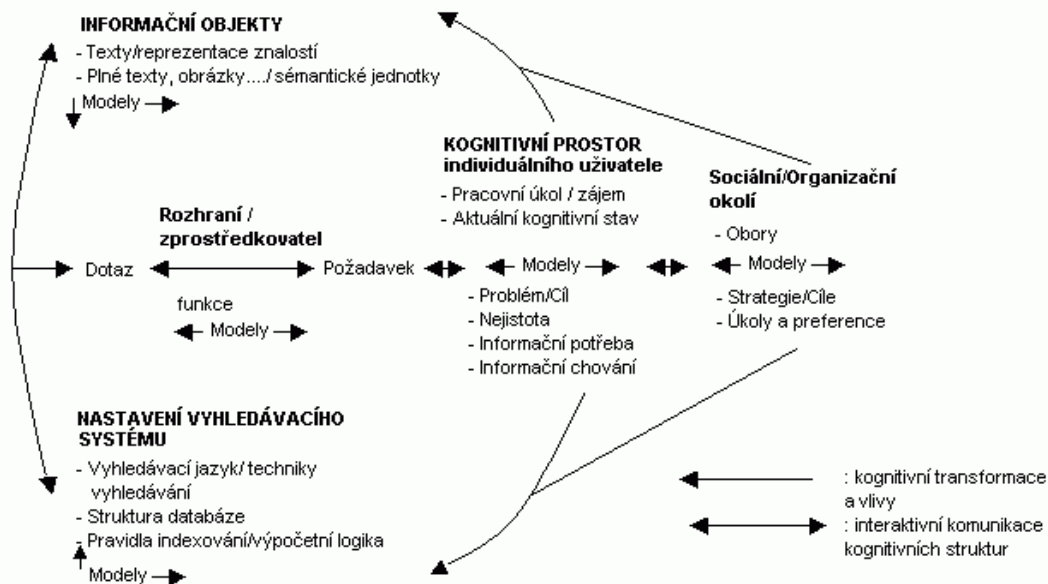 INFORMAČNÍ OBJEKTY
- Texty/reprezentace znalostí
- Plné texty, obrázky..../ sémantické jednotky
Modely
KOGNITIVNÍ PROSTOR
individuálního uživatele
- Pracovní úkol / zájem
- Aktuální kognitivní stav
Sociální/Organizační
okolí
- Obory
Rozhraní /
zprostředkovatel
Dotaz
Požadavek
Modely
Modely
funkce
Modely
- Problém/Cíl
- Nejistota
- Informační potřeba
- Informační chování
- Strategie/Cíle
- Úkoly a preference
NASTAVENÍ VYHLEDÁVACÍHO
SYSTÉMU
- Vyhledávací jazyk/ techniky
vyhledávání
- Struktura databáze
- Pravidla indexování/výpočetní logika
Modely
: kognitivní transformace
a vlivy
: interaktivní komunikace
kognitivních struktur